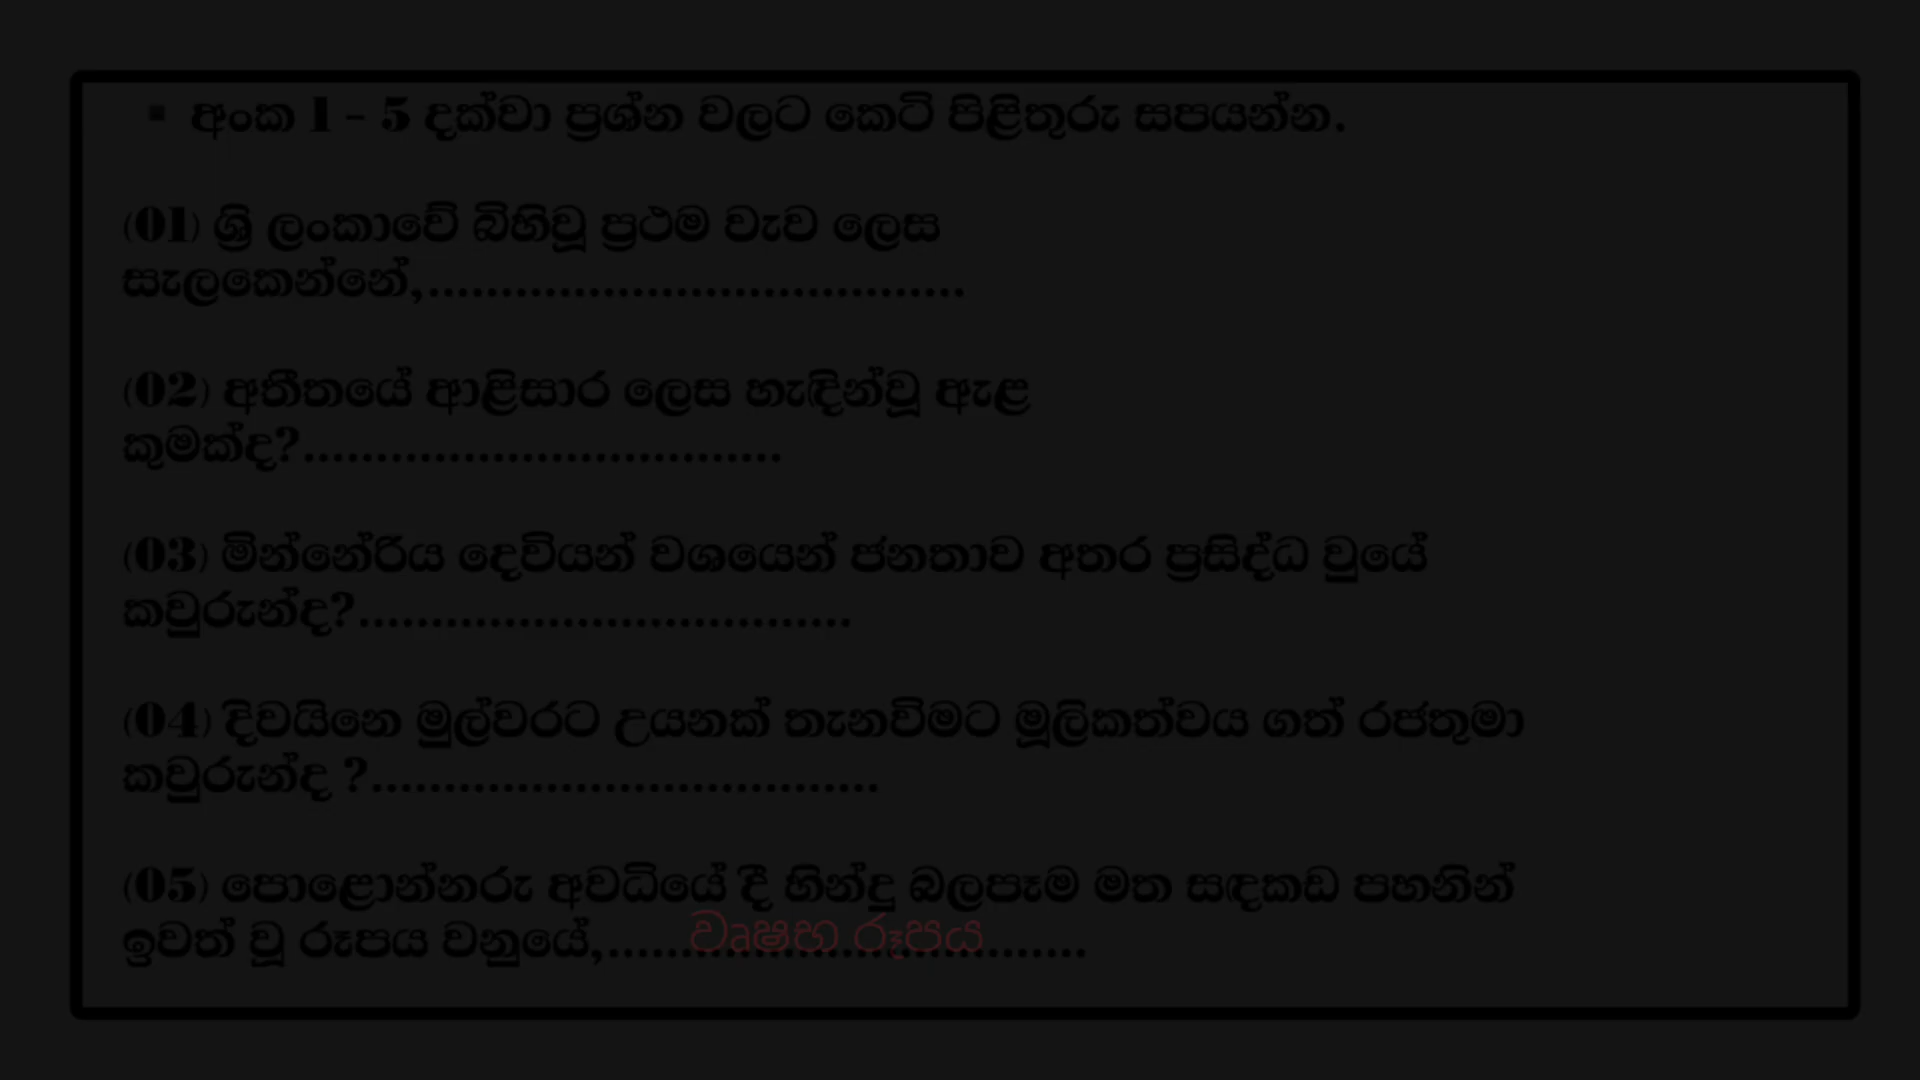 ▪ අංක 1 – 5 දක්වා ප්‍රශ්න වලට කෙටි පිළිතුරු සපයන්න.
(01) ශ්‍රි ලංකාවේ බිහිවූ ප්‍රථම වැව ලෙස
සැලකෙන්නේ,.....................................
(02) අතීතයේ ආළිසාර ලෙස හැඳින්වූ ඇළ
කුමක්ද?.................................
(03) මින්නේරිය දෙවියන් වශයෙන් ජනතාව අතර ප්‍රසිද්ධ වුයේ
කවුරුන්ද?..................................
(04) දිවයිනෙ මුල්වරට උයනක් තැනවිමට මූලිකත්වය ගත් රජතුමා
කවුරුන්ද ?...................................
(05) පොළොන්නරු අවධියේ දී හින්දු බලපෑම මත සඳකඩ පහනින්
ඉවත් වූ රූපය වනුයේ,.................................
වෘෂභ රූපය